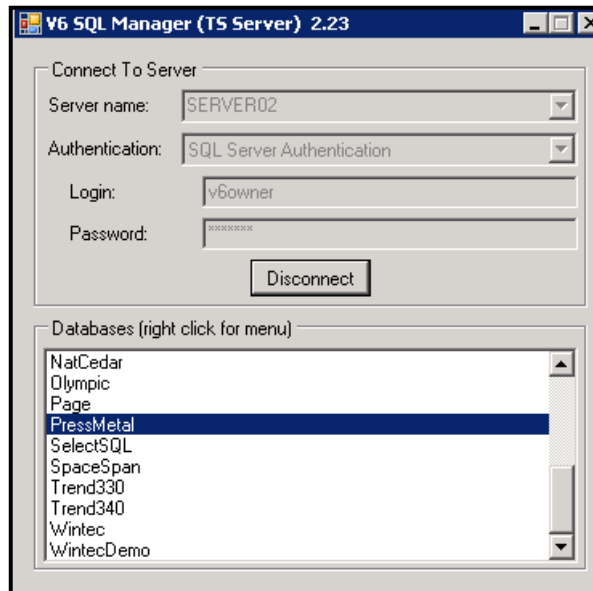 V6 SQL Manager (TS Server) 2.23
Connect To Server
Server name: SERVER02
Authentication: SQL Server Authentication
Login: v6owner
Password: xxxxxxx
Disconnect
Databases (right click for menu)
NatCedar
Olympic
Page
PressMetal
SelectSQL
SpaceSpan
Trend330
Trend340
Wintec
WintecDemo